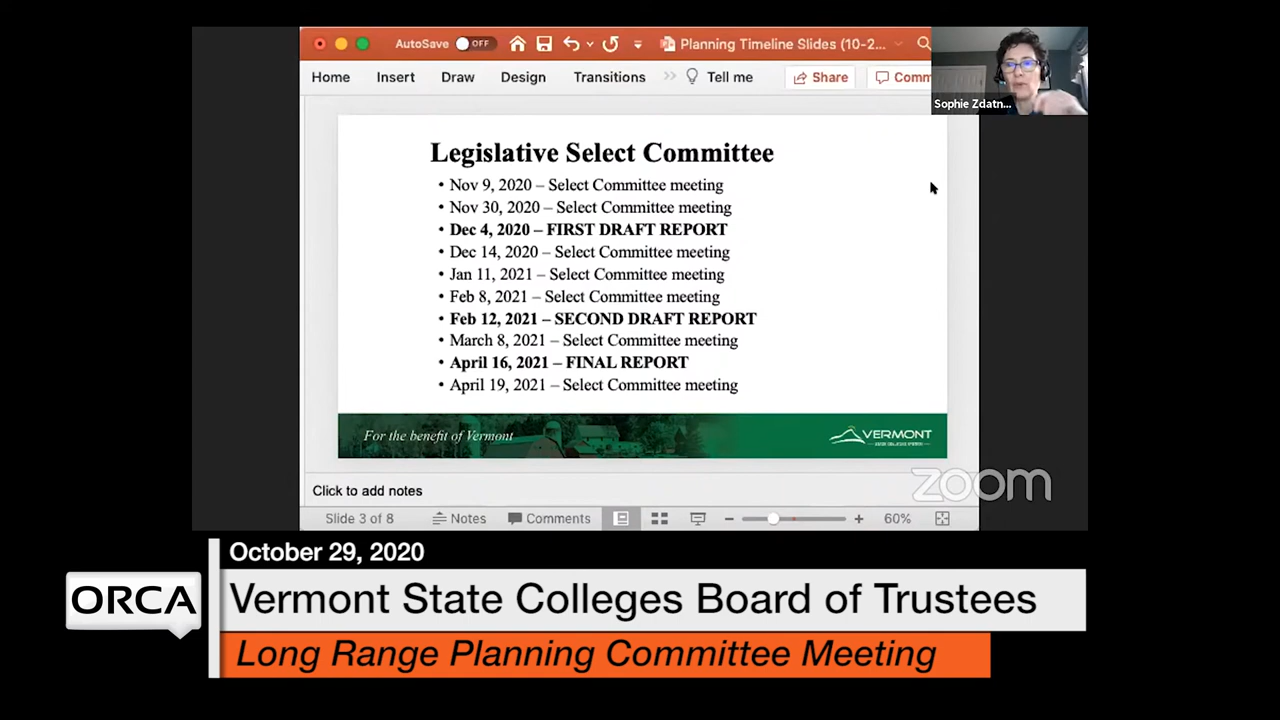 AutoSave OFF Planning Timeline Slides (10-2...
Home Insert Draw Design Transitions Tell me Share Comm
Sophie Zdatn...
Legislative Select Committee
• Nov 9, 2020 – Select Committee meeting
• Nov 30, 2020 – Select Committee meeting
• Dec 4, 2020 – FIRST DRAFT REPORT
• Dec 14, 2020 – Select Committee meeting
• Jan 11, 2021 – Select Committee meeting
• Feb 8, 2021 – Select Committee meeting
• Feb 12, 2021 – SECOND DRAFT REPORT
• March 8, 2021 – Select Committee meeting
• April 16, 2021 – FINAL REPORT
• April 19, 2021 – Select Committee meeting
For the benefit of Vermont
VERMONT
zoom
Click to add notes
Slide 3 of 8 Notes Comments 60%
October 29, 2020
ORCA
Vermont State Colleges Board of Trustees
Long Range Planning Committee Meeting